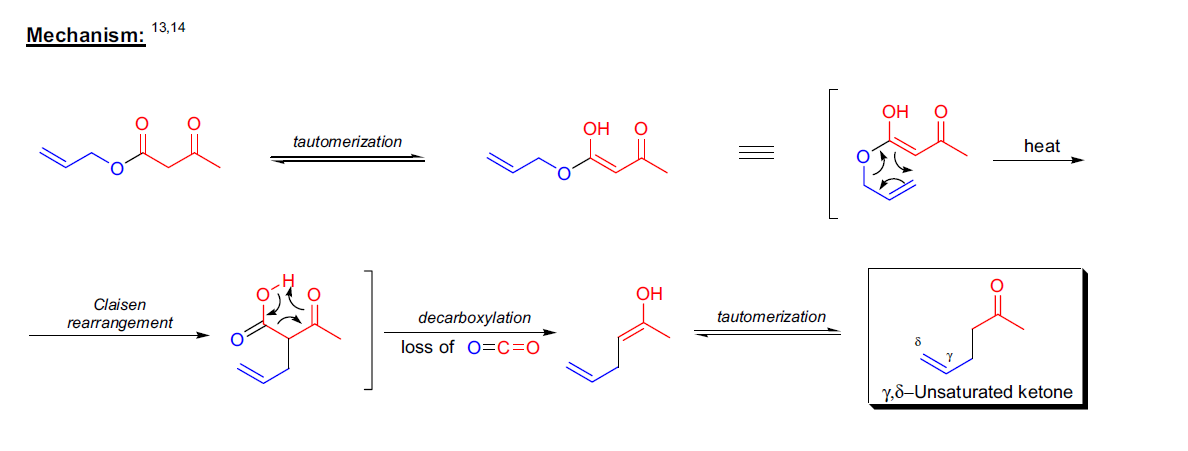 Mechanism: 13,14
O O
O
tautomerization
OH O
O
OH O
O
heat
Claisen
rearrangement
H
O O
O
decarboxylation
loss of O=C=O
OH
tautomerization
O
δ
γ
γ,δ–Unsaturated ketone